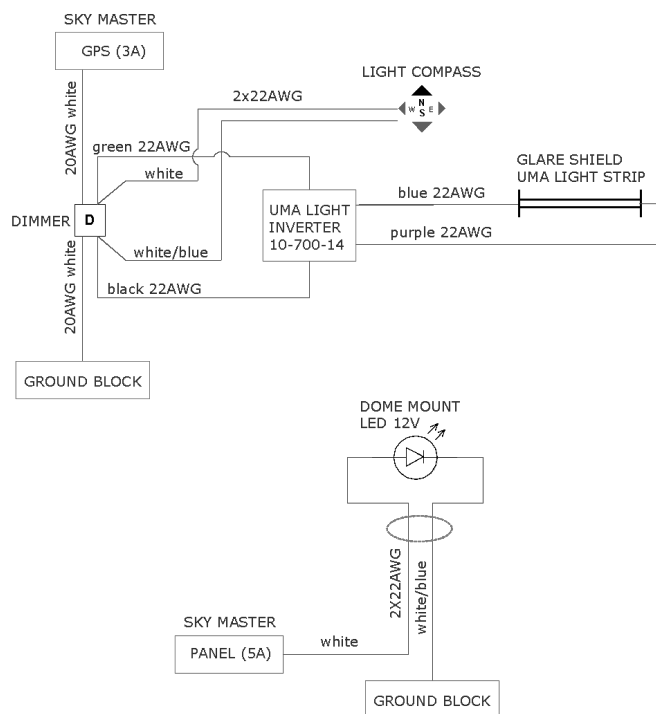 SKY MASTER
GPS (3A)
20AWG white
LIGHT COMPASS
2x22AWG
N
W E
S
green 22AWG
white
GLARE SHIELD
UMA LIGHT STRIP
blue 22AWG
DIMMER
D
UMA LIGHT
INVERTER
10-700-14
purple 22AWG
white/blue
20AWG white
black 22AWG
GROUND BLOCK
DOME MOUNT
LED 12V
2X22AWG
white/blue
SKY MASTER
PANEL (5A)
white
GROUND BLOCK